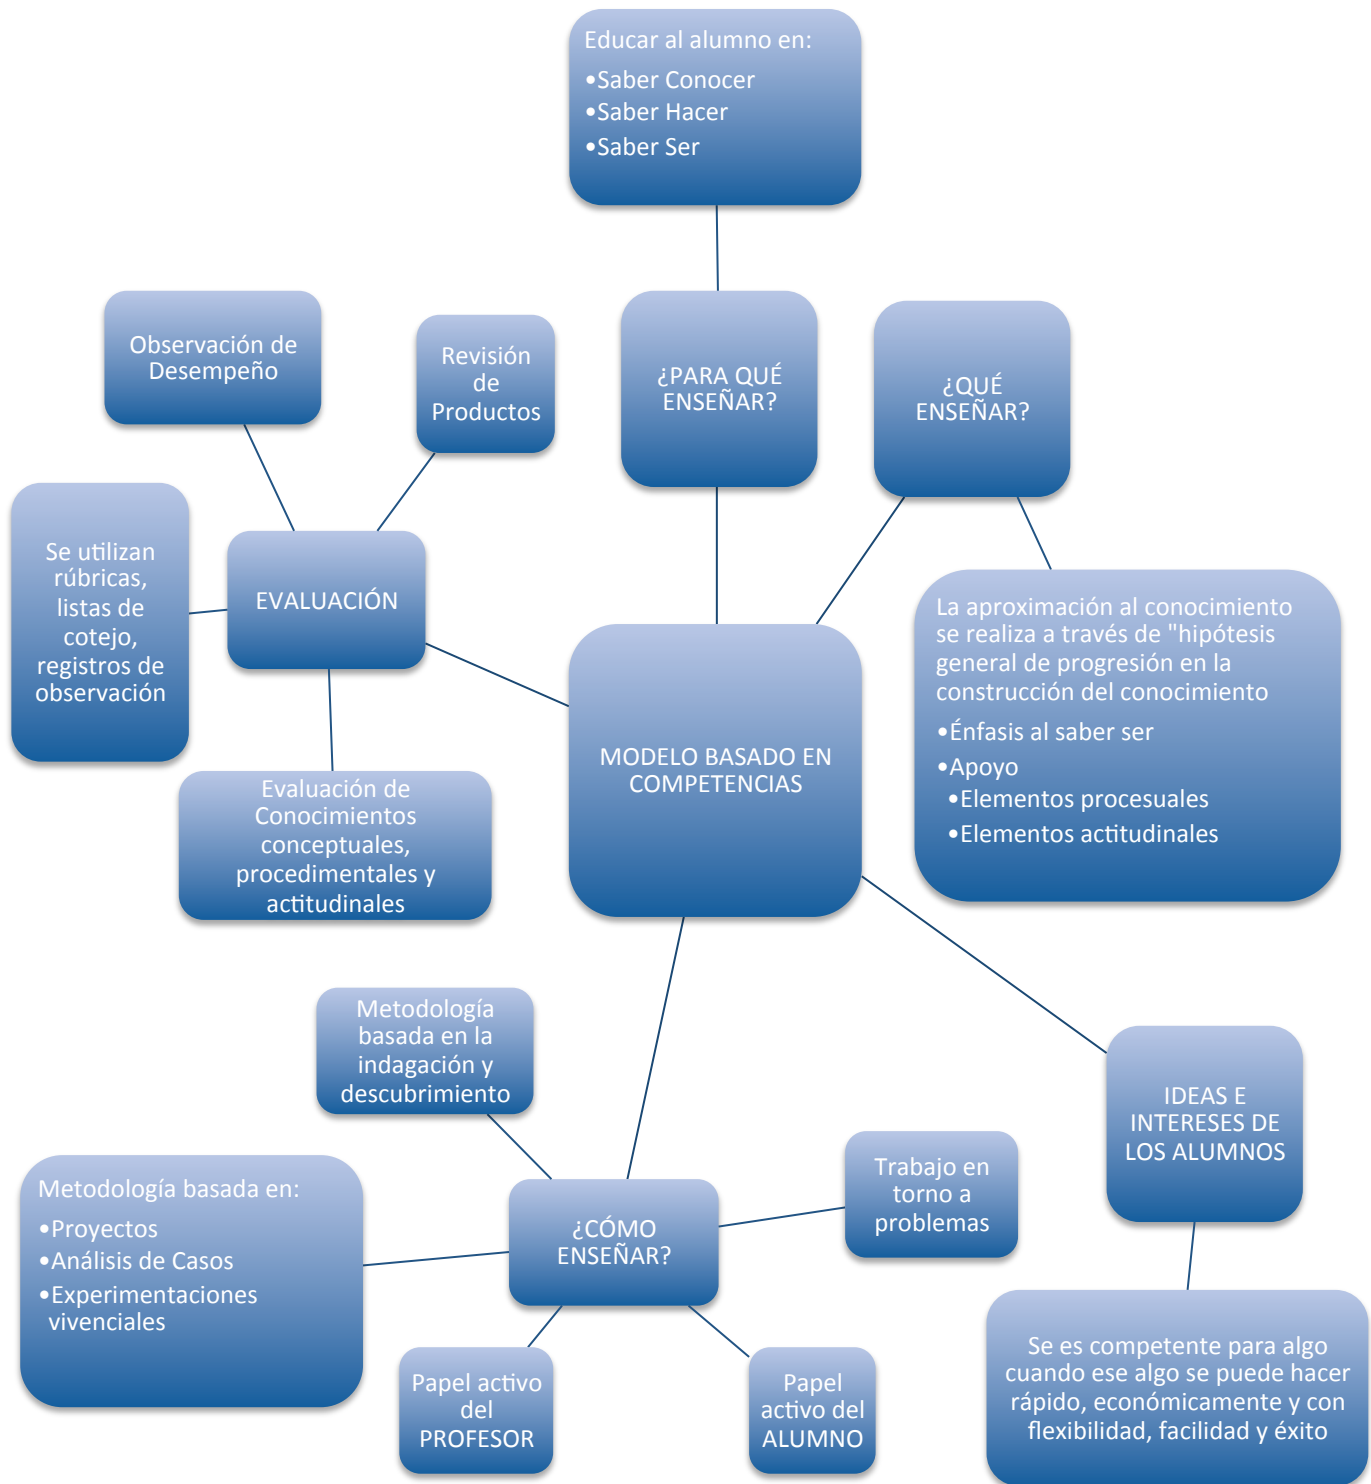 Educar al alumno en:
•Saber Conocer
•Saber Hacer
•Saber Ser
Observación de
Desempeño
Revisión
de
Productos
¿PARA QUÉ
ENSEÑAR?
¿QUÉ
ENSEÑAR?
Se utilizan
rúbricas,
listas de
cotejo,
registros de
observación
EVALUACIÓN
La aproximación al conocimiento
se realiza a través de "hipótesis
general de progresión en la
construcción del conocimiento
•Énfasis al saber ser
•Apoyo
•Elementos procesuales
•Elementos actitudinales
MODELO BASADO EN
COMPETENCIAS
Evaluación de
Conocimientos
conceptuales,
procedimentales y
actitudinales
Metodología
basada en la
indagación y
descubrimiento
IDEAS E
INTERESES DE
LOS ALUMNOS
Trabajo en
torno a
problemas
Metodología basada en:
•Proyectos
•Análisis de Casos
•Experimentaciones
vivenciales
¿CÓMO
ENSEÑAR?
Papel activo
del
PROFESOR
Papel
activo del
ALUMNO
Se es competente para algo
cuando ese algo se puede hacer
rápido, económicamente y con
flexibilidad, facilidad y éxito